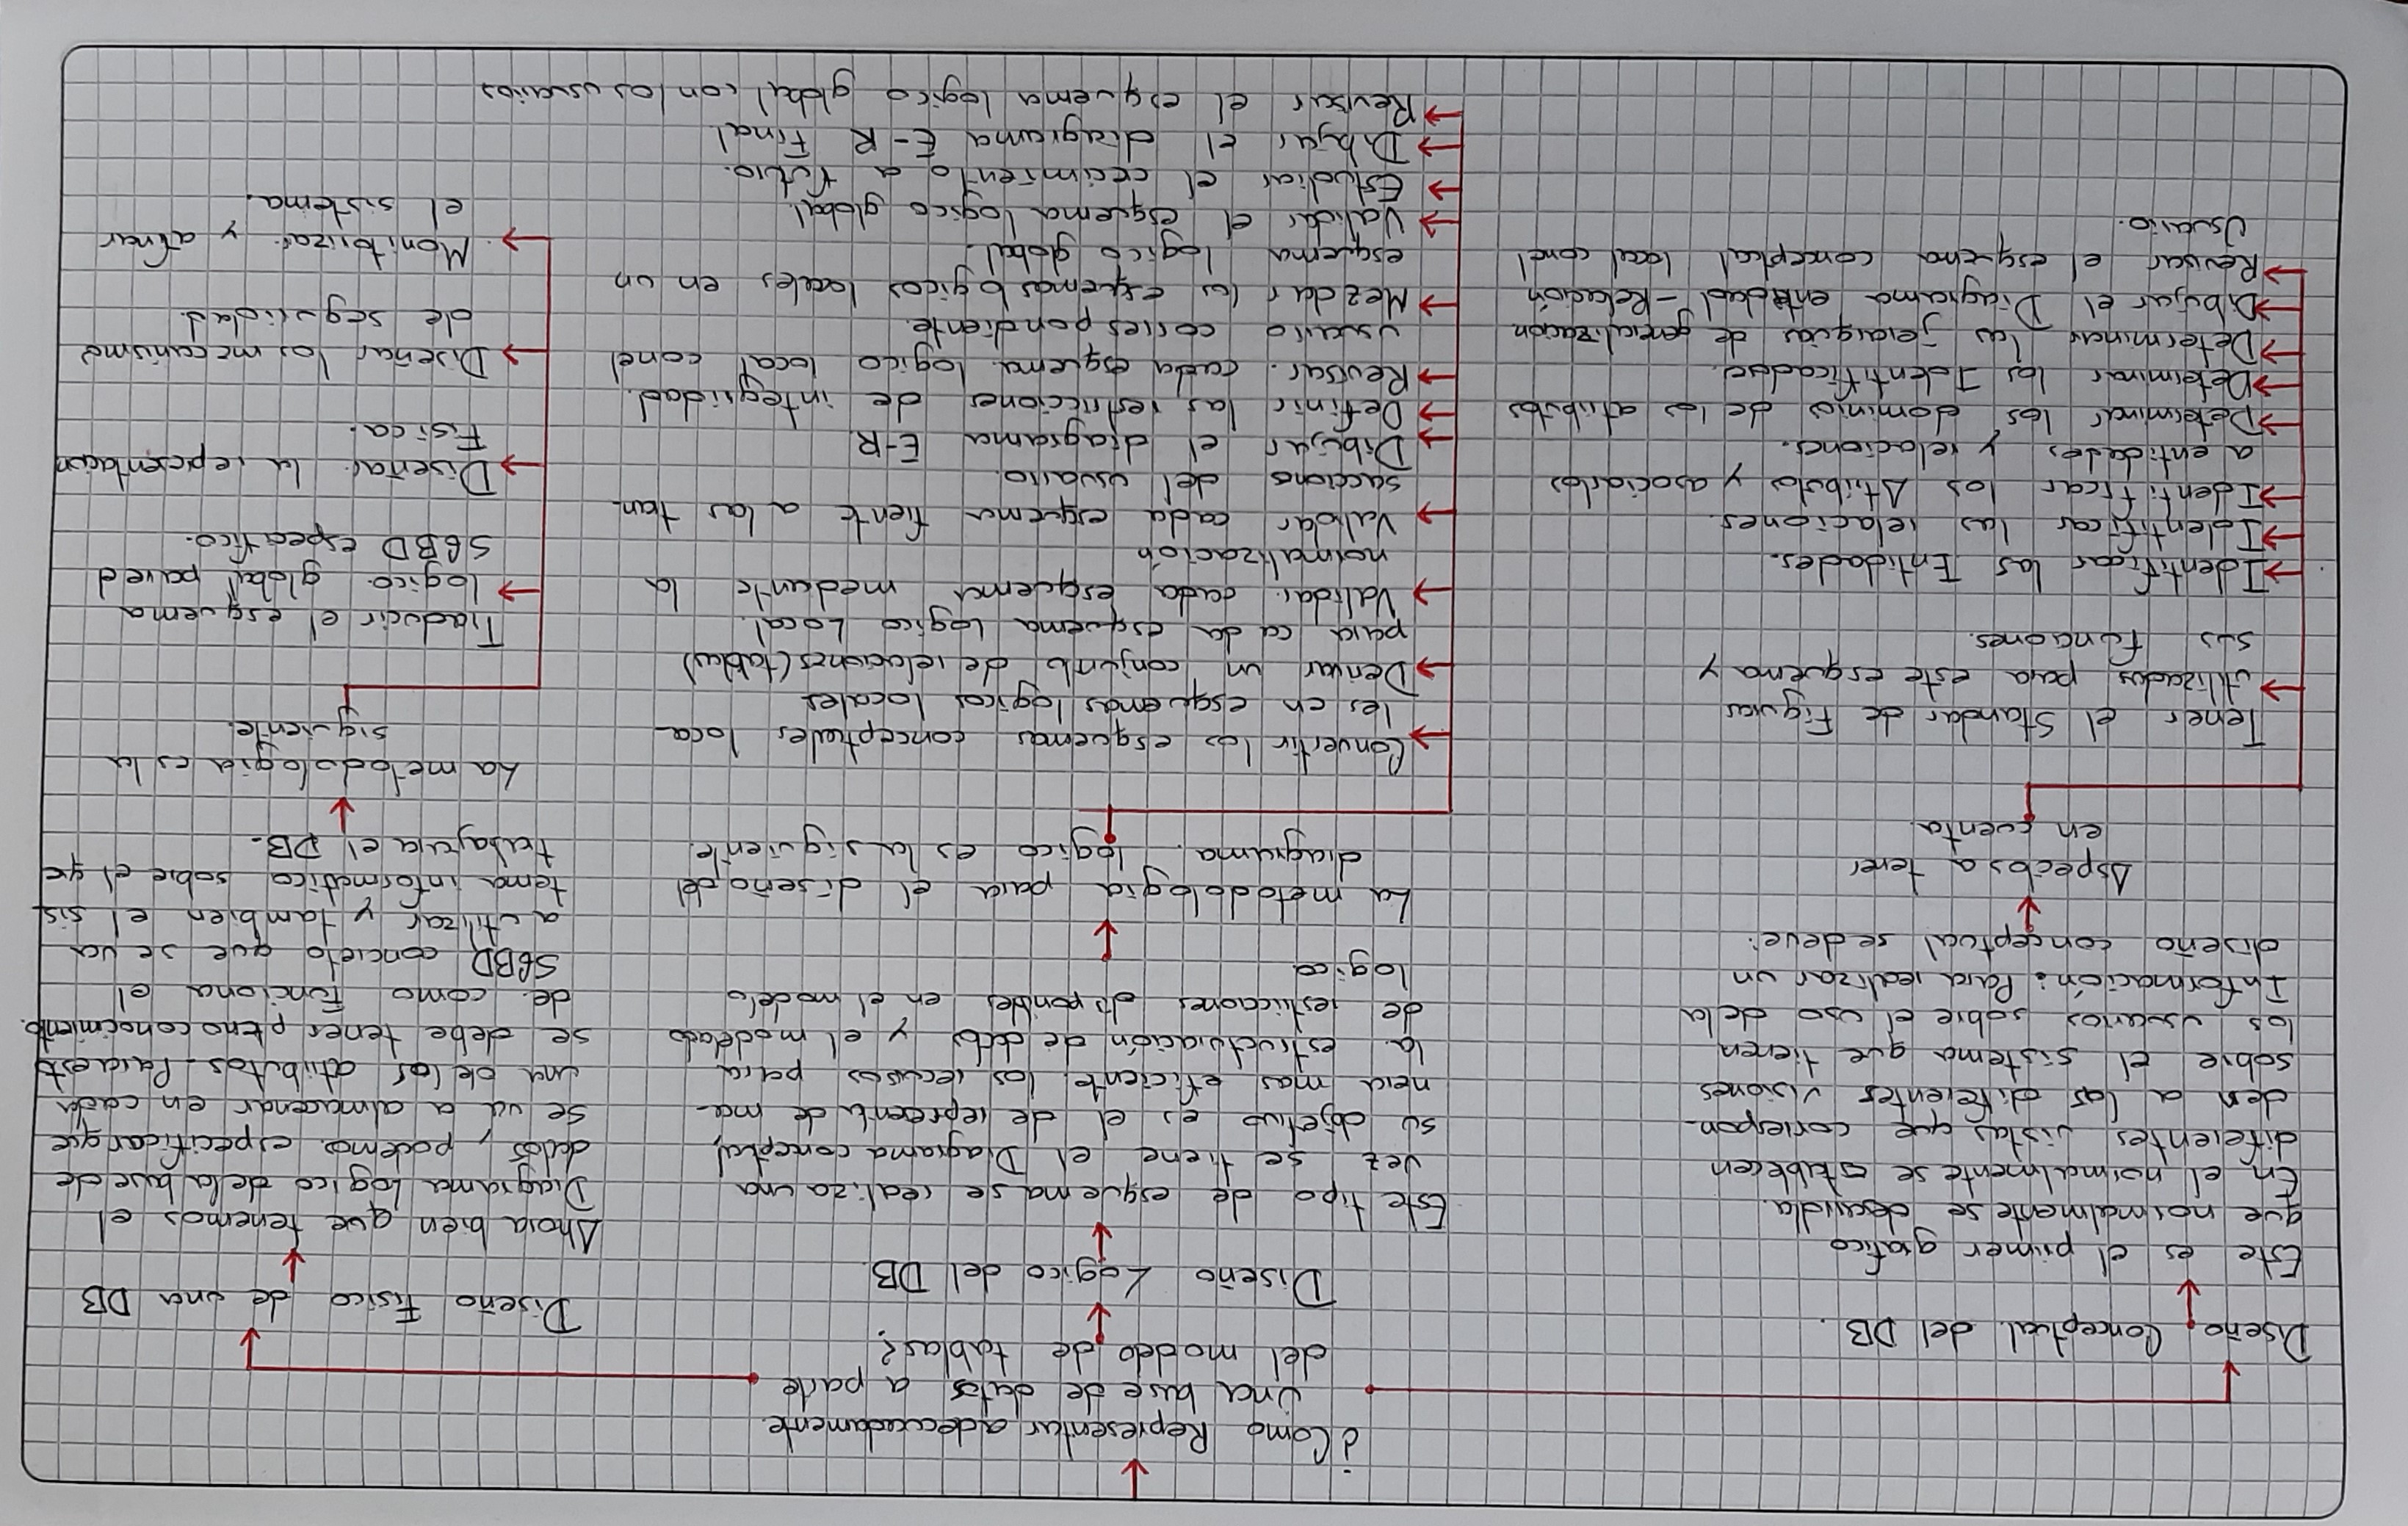 ¿Como Representar adecuadamente
una base de datos a parte
del modelo de tablas?
Diseño Conceptual del DB.
Este es el primer grafico
que normalmente se desarrolla.
En el normalmente se establecen
diferentes vistas que correspon-
den a las diferentes visiones
sobre el sistema que tienen
los usuarios sobre el uso dela
Información: Para realizar un
diseño conceptual se deve:
Aspectos a tener
en cuenta.
Tener el Standar de Figuras
utilizadas para este esquema y
sus funciones.
Identificar las Entidades.
Identificar las relaciones.
Identificar los Atributos y asociarlos
a entidades y relaciones.
Determinar los dominios de los atributos
Determinar los Identificadores.
Determinar las jerarquias de generalizacion
Dibujar el Diagrama entidad-Relación
Revisar el esquema conceptual local conel
Usuario.
Diseño Logico del DB.
Este tipo de esquema se realiza una
vez se tiene el Diagrama conceptual,
su objetivo es el de representa de ma-
nera mas eficiente los recursos para
la estructuración de datos y el modelado
de restricciones disponibles en el modelo
logico
La metodologia para el diseño del
diagrama logico es la siguiente.
Convertir los esquemas conceptuales loca-
les en esquemas logicos locales
Derivar un conjunto de relaciones (tablas)
para cada esquema logico Local.
Validar cada esquema mediante la
normalización
Validar cada esquema frente a las tran-
sacciones del usuario.
Dibujar el diagrama E-R
Definir las restricciones de integridad.
Revisar cada esquema logico local conel
usuario correspondiente.
Mezclar los esquemas logicos locales en un
esquema logico global.
Validar el esquema logico global.
Estudiar el crecimiento a futuro.
Dibujar el diagrama E-R Final
Revisar el esquema logico global con los usuarios
Diseño Fisico de una DB
Ahora bien que tenemos el
Diagrama Logico dela base de
datos, podemos especificar que
se va a almacenar en cada
una de los atributos. Para esto
se debe tener pleno conocimiento.
de como funciona el
SGBD concreto que se va
a utilizar y tambien el sis
tema informatico sobre el que
trabajara el DB.
La metodologia es la
siguiente.
Traducir el esquema
logico global para el
SGBD especifico.
Diseñar la representacion
Fisica.
Diseñar los mecanismo
de seguridad.
Monitorizar y afinar
el sistema.